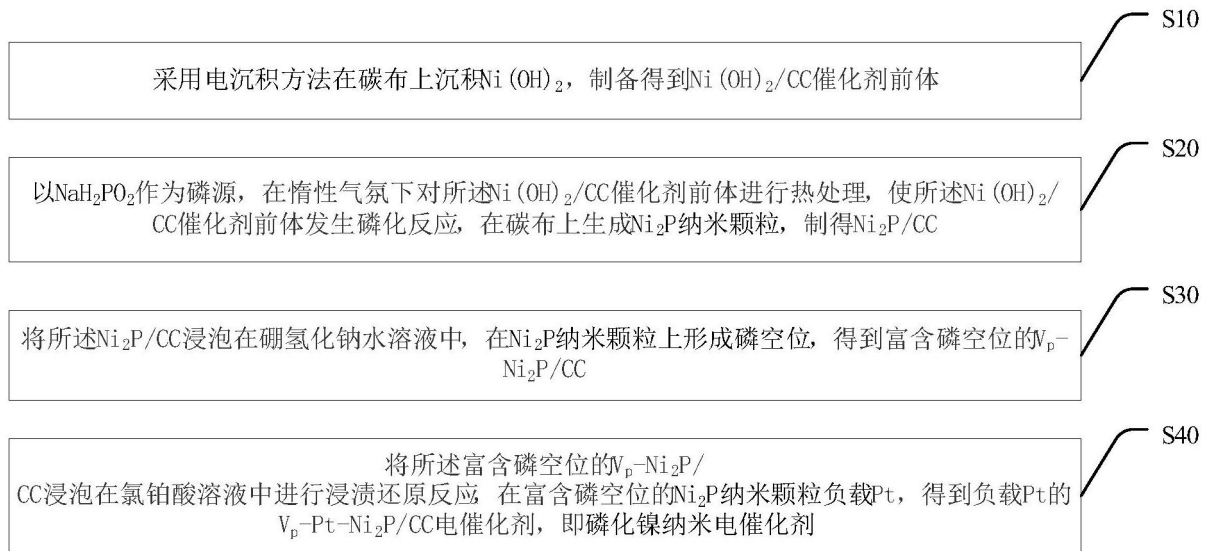 S10
采用电沉积方法在碳布上沉积Ni(OH)₂，制备得到Ni(OH)₂/CC催化剂前体
S20
以NaH₂PO₂作为磷源，在惰性气氛下对所述Ni(OH)₂/CC催化剂前体进行热处理，使所述Ni(OH)₂/
CC催化剂前体发生磷化反应，在碳布上生成Ni₂P纳米颗粒，制得Ni₂P/CC
S30
将所述Ni₂P/CC浸泡在硼氢化钠水溶液中，在Ni₂P纳米颗粒上形成磷空位，得到富含磷空位的Vₚ-
Ni₂P/CC
S40
将所述富含磷空位的Vₚ-Ni₂P/
CC浸泡在氯铂酸溶液中进行浸渍还原反应，在富含磷空位的Ni₂P纳米颗粒负载Pt，得到负载Pt的
Vₚ-Pt-Ni₂P/CC电催化剂，即磷化镍纳米电催化剂